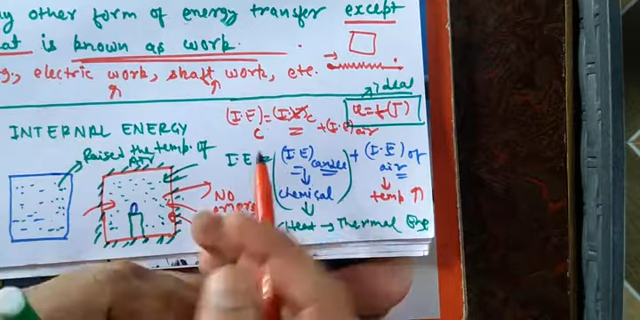 y other form of energy transfer except
at is known as work.
g., electric work, shaft work, etc.
ideal
u=f(T)
(I.E)=(I.E)c
c +(I.E)air
INTERNAL ENERGY
Raised the temp. of
Air
I.E = ((I.E) candle + (I.E) of
air
chemical
temp ↑
NO
Heat → Thermal